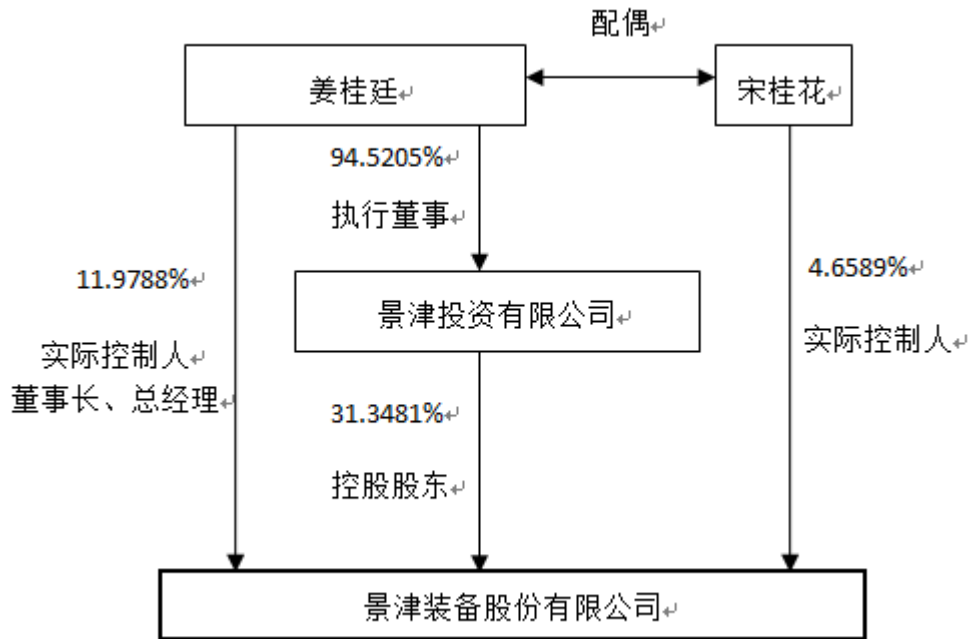 配偶
姜桂廷
宋桂花
94.5205%
执行董事
11.9788%
实际控制人
董事长、总经理
4.6589%
实际控制人
景津投资有限公司
31.3481%
控股股东
景津装备股份有限公司